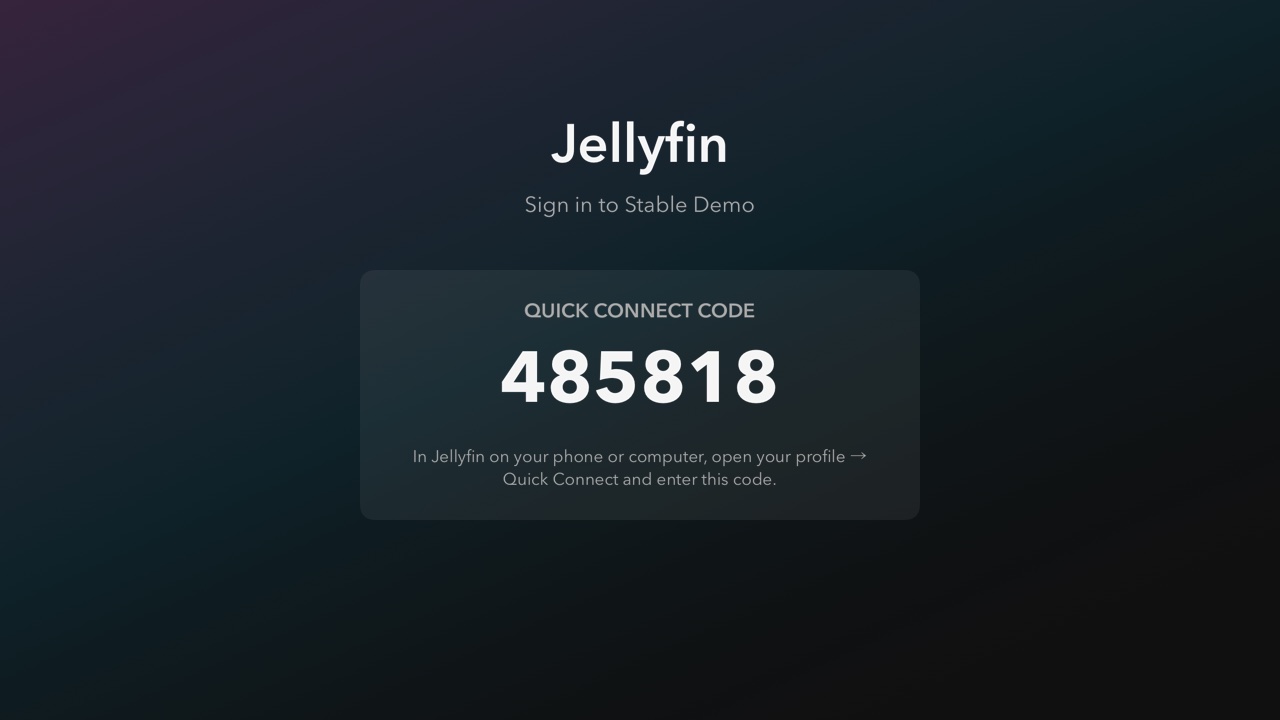 Jellyfin
Sign in to Stable Demo
QUICK CONNECT CODE
485818
In Jellyfin on your phone or computer, open your profile →
Quick Connect and enter this code.